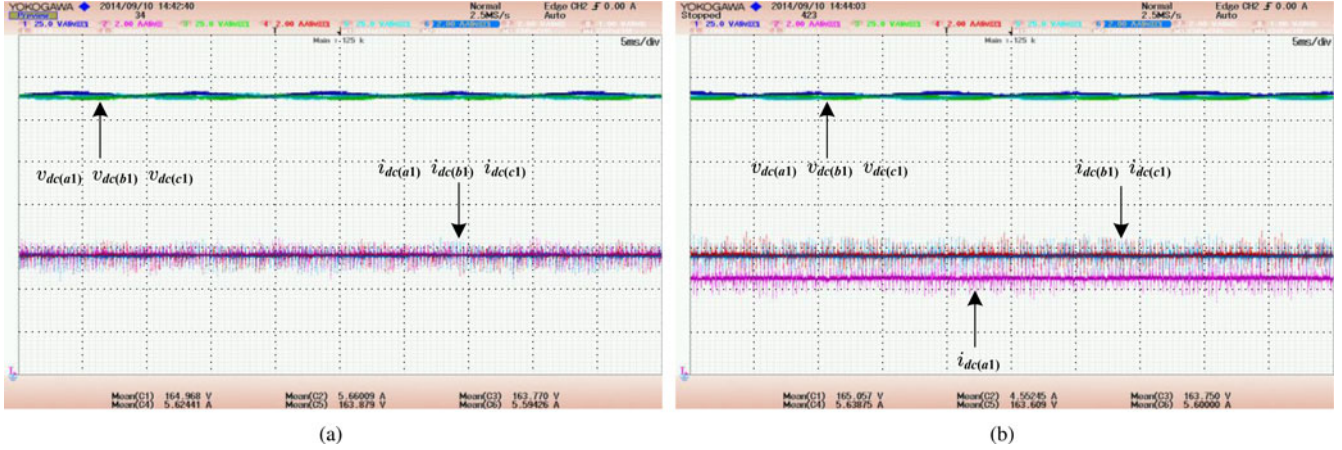 YOKOGAWA 2014/09/10 14:42:40
Preview 34
Normal
2.5MS/s
Edge CH2 0.00 A
Auto
Main : 125 k
5ms/div
v_dc(a1) v_dc(b1) v_dc(c1)
i_dc(a1) i_dc(b1) i_dc(c1)
Mean(C1) 164.968 V Mean(C2) 5.66009 A Mean(C3) 163.770 V
Mean(C4) 5.62441 A Mean(C5) 163.879 V Mean(C6) 5.59426 A
(a)
YOKOGAWA 2014/09/10 14:44:03
Stopped 423
Normal
2.5MS/s
Edge CH2 0.00 A
Auto
Main : 125 k
5ms/div
v_dc(a1) v_dc(b1) v_dc(c1)
i_dc(b1) i_dc(c1)
i_dc(a1)
Mean(C1) 165.057 V Mean(C2) 4.55245 A Mean(C3) 163.750 V
Mean(C4) 5.63875 A Mean(C5) 163.609 V Mean(C6) 5.60000 A
(b)